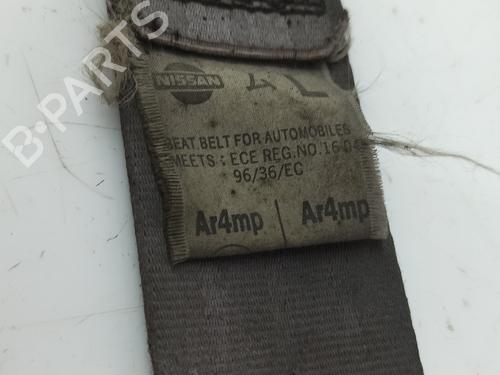 NISSAN
SEAT BELT FOR AUTOMOBILES
MEETS : ECE REG.NO.16
96/36/EC
Ar4mp | Ar4mp
B-PARTS